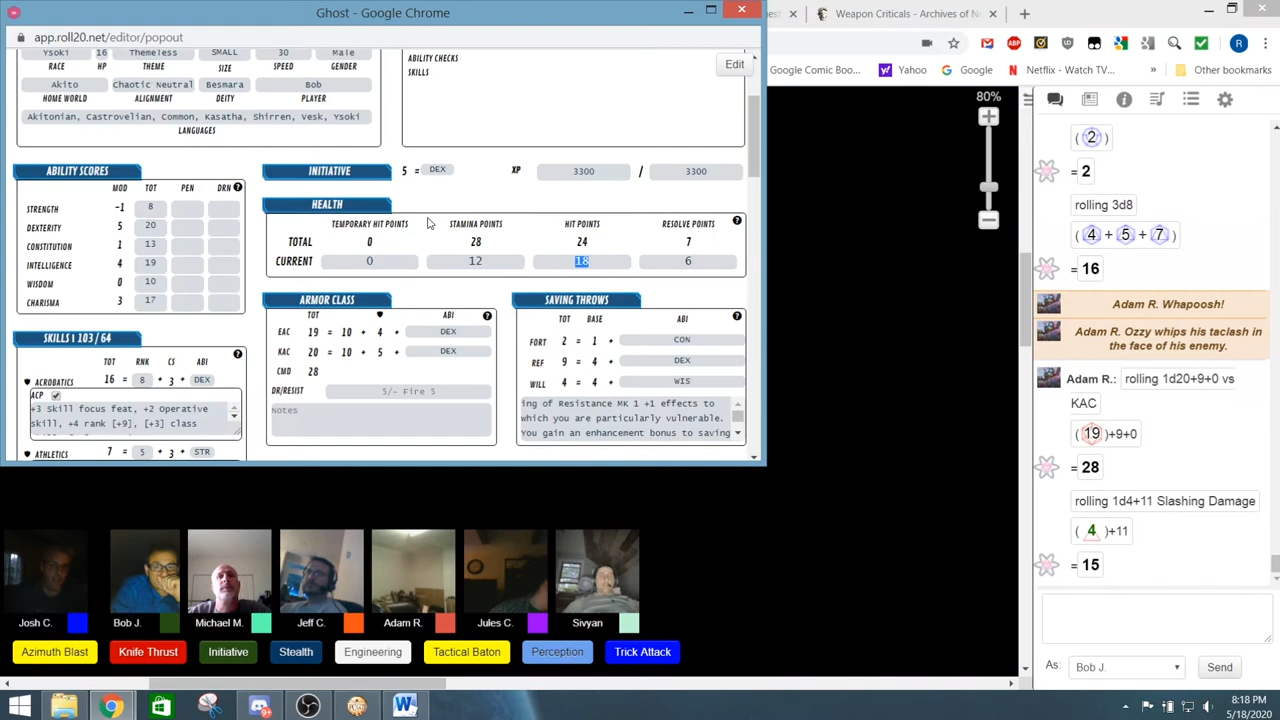 Ghost - Google Chrome
app.roll20.net/editor/popout
Weapon Criticals - Archives of Ne
Google Comic Boo...
Yahoo
Google
Netflix - Watch TV...
»
Other bookmarks
R
ABP
Edit
Ysoki 16 Themeless SMALL 30 Male
RACE HP THEME SIZE SPEED GENDER
Akito Chaotic Neutral Besmara Bob
HOME WORLD ALIGNMENT DEITY PLAYER
Akitonian, Castrovelian, Common, Kasatha, Shirren, Vesk, Ysoki
LANGUAGES
ABILITY CHECKS
SKILLS
ABILITY SCORES
MOD TOT PEN DRN
STRENGTH -1 8
DEXTERITY 5 20
CONSTITUTION 1 13
INTELLIGENCE 4 19
WISDOM 0 10
CHARISMA 3 17
INITIATIVE 5 = DEX XP 3300 / 3300
HEALTH
TEMPORARY HIT POINTS STAMINA POINTS HIT POINTS RESOLVE POINTS
TOTAL 0 28 24 7
CURRENT 0 12 18 6
ARMOR CLASS
TOT ABI
EAC 19 = 10 + 4 + DEX
KAC 20 = 10 + 5 + DEX
CMD 28
DR/RESIST 5/- Fire 5
Notes
SAVING THROWS
TOT BASE ABI
FORT 2 = 1 + CON
REF 9 = 4 + DEX
WILL 4 = 4 + WIS
ing of Resistance MK 1 +1 effects to
which you are particularly vulnerable.
You gain an enhancement bonus to saving
SKILLS | 103 / 64
TOT RNK CS ABI
ACROBATICS 16 = 8 + 3 + DEX
ACP
+3 Skill focus feat, +2 Operative
skill, +4 rank [+9], [+3] class
ATHLETICS 7 = 5 + 3 + STR
80%
(2)
= 2
rolling 3d8
(4+5+7)
= 16
Adam R. Whapoosh!
Adam R. Ozzy whips his taclash in
the face of his enemy.
Adam R.: rolling 1d20+9+0 vs
KAC
(19)+9+0
= 28
rolling 1d4+11 Slashing Damage
(4)+11
= 15
As: Bob J.
Send
Josh C. Bob J. Michael M. Jeff C. Adam R. Jules C. Sivyan
Azimuth Blast Knife Thrust Initiative Stealth Engineering Tactical Baton Perception Trick Attack
8:18 PM
5/18/2020